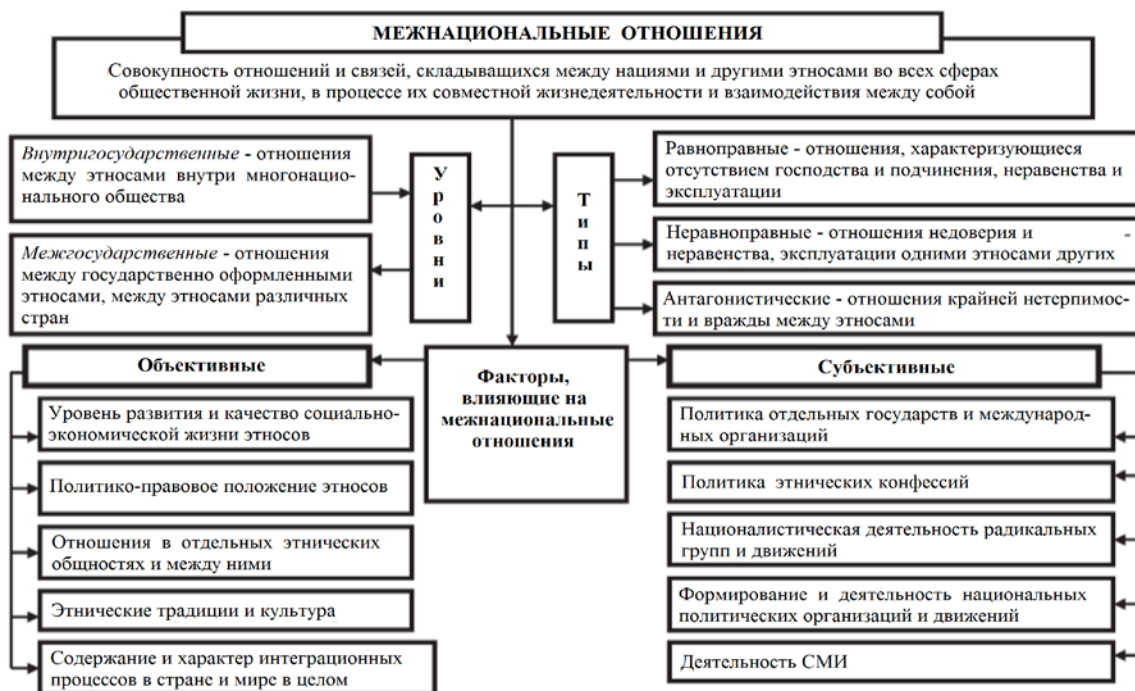 МЕЖНАЦИОНАЛЬНЫЕ ОТНОШЕНИЯ
Совокупность отношений и связей, складывщихся между нациями и другими этносами во всех сферах
общественной жизни, в процессе их совместной жизнедеятельности и взаимодействия между собой
Внутригосударственные - отношения
между этносами внутри многонацио-
нального общества
Межгосударственные - отношения
между государственно оформленными
этносами, между этносами различных
стран
Уровни
Типы
Равноправные - отношения, характеризующиеся
отсутствием господства и подчинения, неравенства и
эксплуатации
Неравноправные - отношения недоверия и -
неравенства, эксплуатации одними этносами других
Антагонистические - отношения крайней нетерпимос-
ти и вражды между этносами
Факторы,
влияющие на
межнациональные
отношения
Объективные
Уровень развития и качество социально-
экономической жизни этносов
Политико-правовое положение этносов
Отношения в отдельных этнических
общностях и между ними
Этнические традиции и культура
Содержание и характер интеграционных
процессов в стране и мире в целом
Субъективные
Политика отдельных государств и международ-
ных организаций
Политика этнических конфессий
Националистическая деятельность радикальных
групп и движений
Формирование и деятельность национальных
политических организаций и движений
Деятельность СМИ